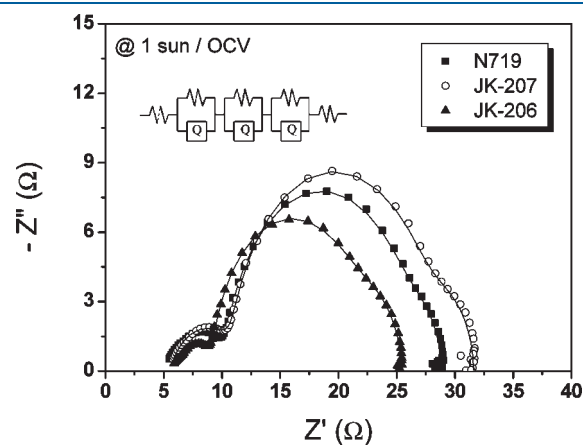 @ 1 sun / OCV
N719
JK-207
JK-206
Q Q Q
15
12
9
6
3
0
- Z" (Ω)
0 5 10 15 20 25 30 35 40
Z' (Ω)